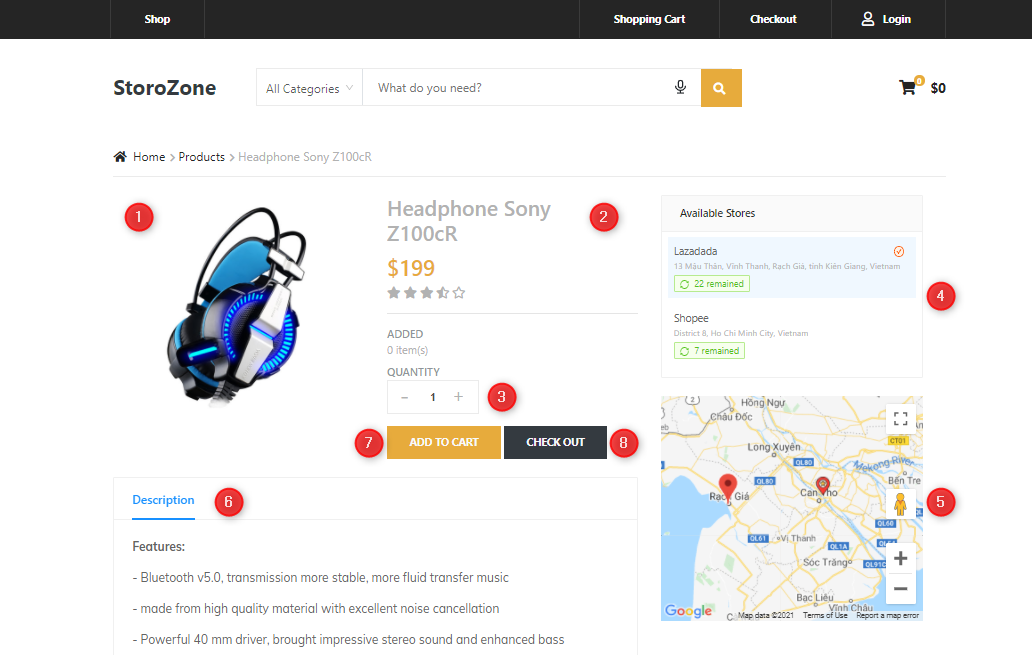 Shop
Shopping Cart
Checkout
Login
StoroZone
All Categories
What do you need?
0
$0
Home > Products > Headphone Sony Z100cR
1
Headphone Sony
Z100cR
2
$199
ADDED
0 item(s)
QUANTITY
- 1 +
3
7
ADD TO CART
CHECK OUT
8
Available Stores
Lazadada
13 Mậu Thân, Vĩnh Thanh, Rạch Giá, tỉnh Kiên Giang, Vietnam
22 remained
4
Shopee
District 8, Ho Chi Minh City, Vietnam
7 remained
Hồng Ngự
Châu Đốc
CT01
Long Xuyên
QL80
Mekong River
Bến Tre
QL80
Rạch Giá
Cần Thơ
5
QL60
QL61
Vị Thanh
QL1A
Sóc Trăng
QL91C
Bạc Liêu
Vĩnh Châu
Google
Map data ©2021
Terms of Use
Report a map error
Description
6
Features:
- Bluetooth v5.0, transmission more stable, more fluid transfer music
- made from high quality material with excellent noise cancellation
- Powerful 40 mm driver, brought impressive stereo sound and enhanced bass